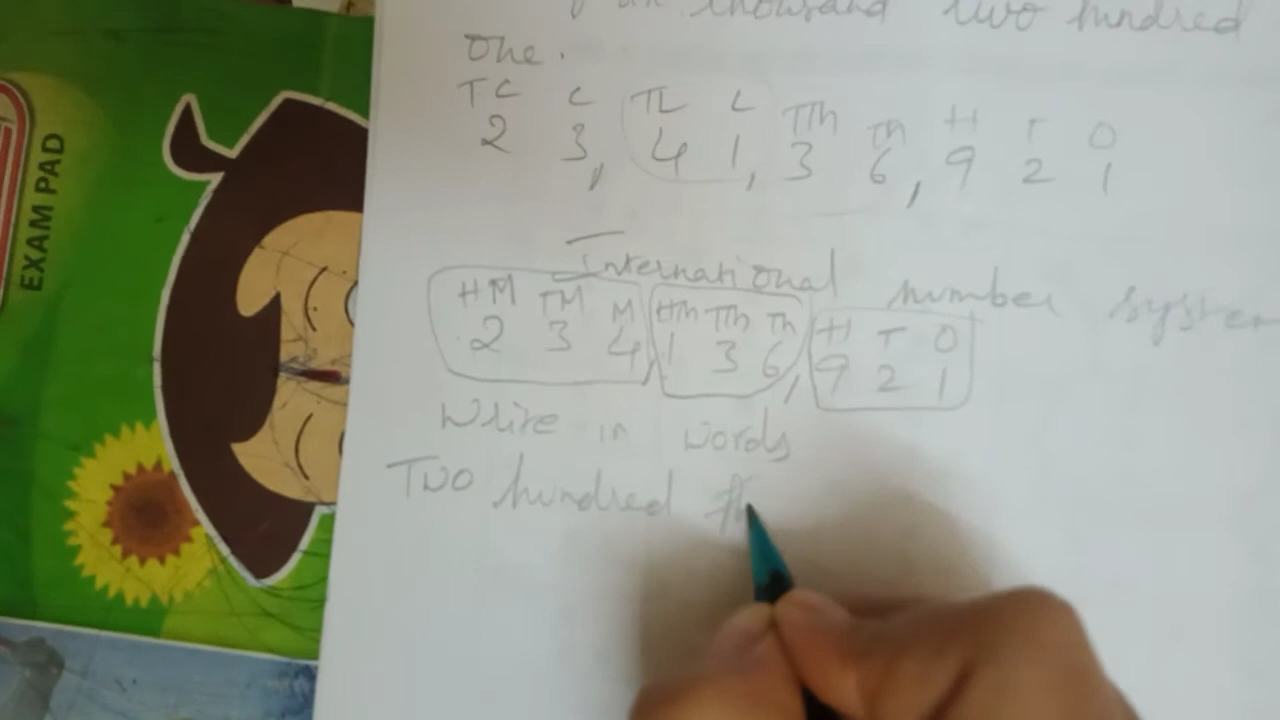 thousand two hundred
one.
TC C TL L TTh Th H T O
2 3, 4 1, 3 6, 9 2 1
International number system
HM TM M HTh TTh Th H T O
2 3 4, 1 3 6, 9 2 1
Write in words
Two hundred th
EXAM PAD